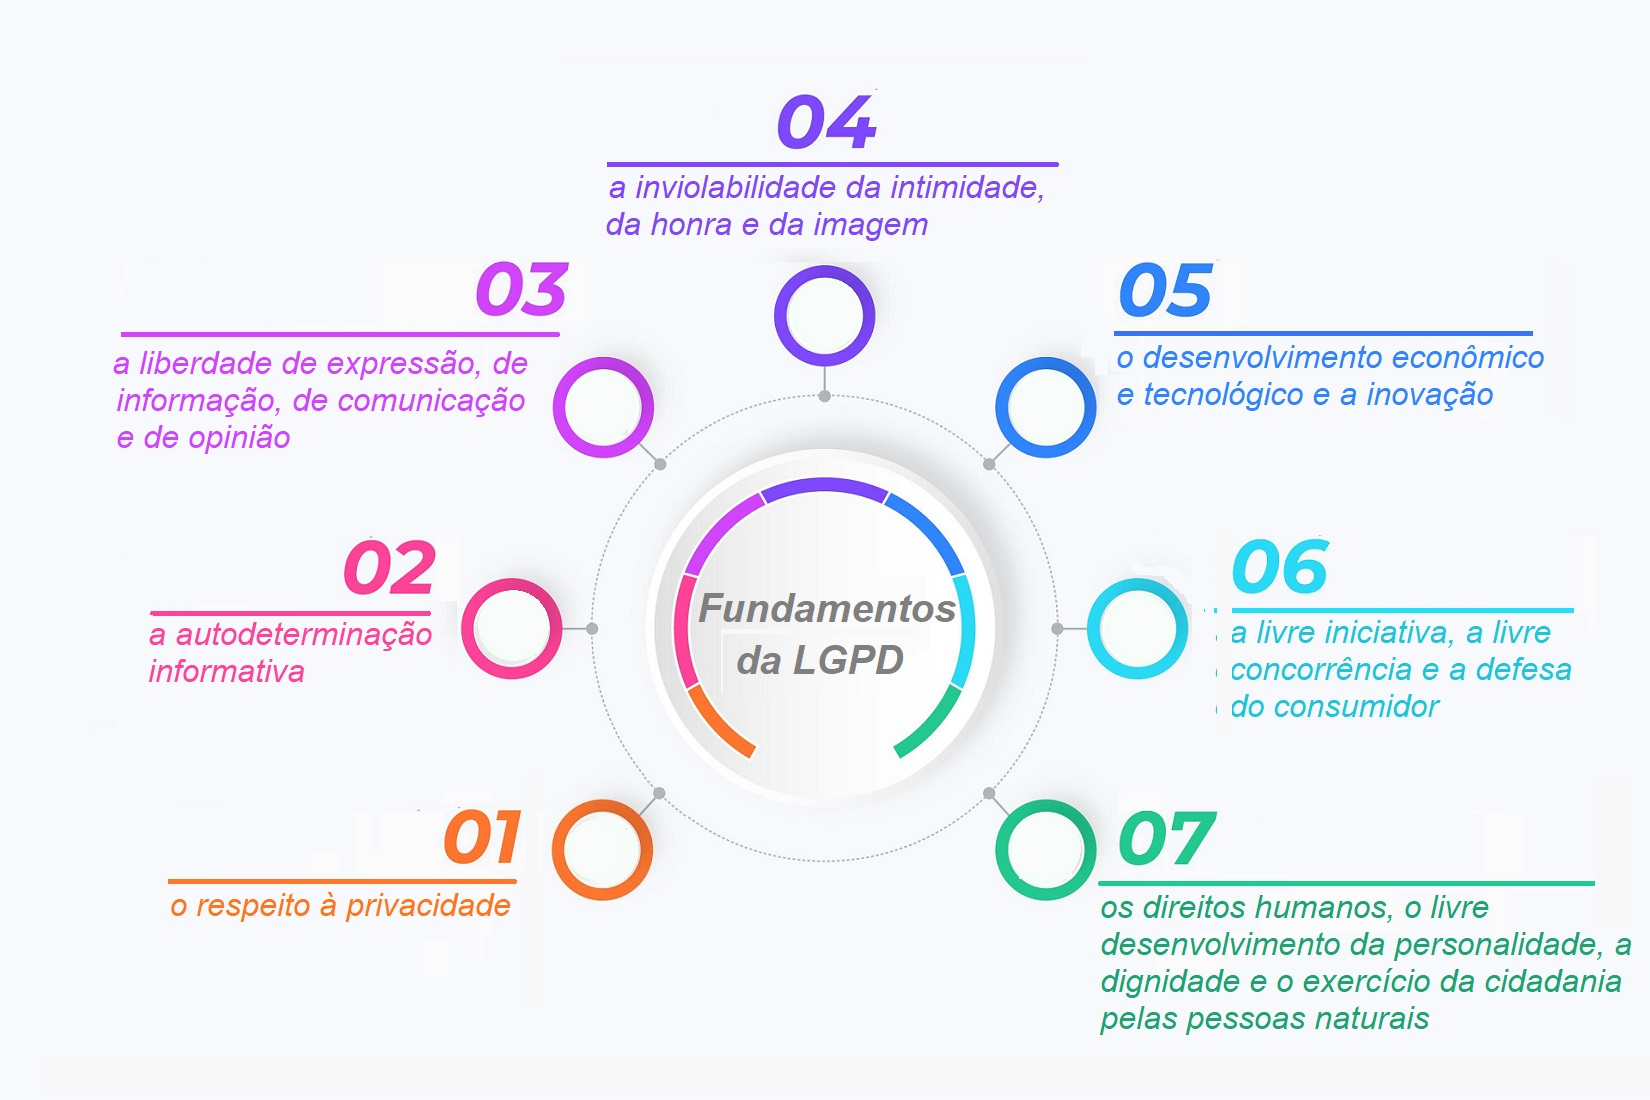 04
a inviolabilidade da intimidade,
da honra e da imagem
03
a liberdade de expressão, de
informação, de comunicação
e de opinião
05
o desenvolvimento econômico
e tecnológico e a inovação
02
a autodeterminação
informativa
Fundamentos
da LGPD
06
a livre iniciativa, a livre
concorrência e a defesa
do consumidor
01
o respeito à privacidade
07
os direitos humanos, o livre
desenvolvimento da personalidade, a
dignidade e o exercício da cidadania
pelas pessoas naturais